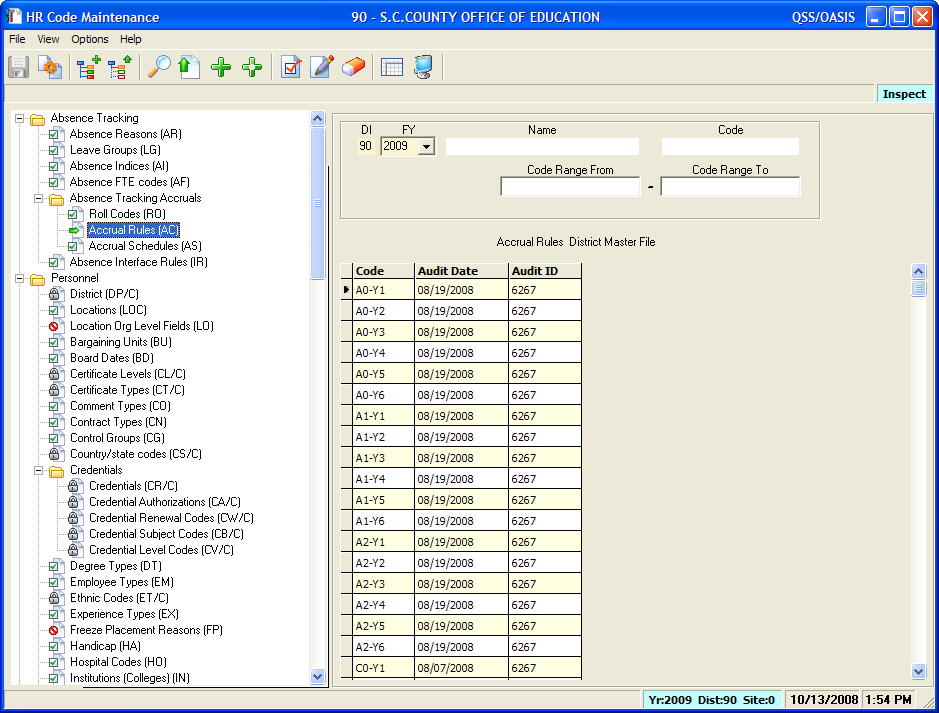 HR Code Maintenance 90 - S.C.COUNTY OFFICE OF EDUCATION QSS/OASIS
File View Options Help
Inspect
Absence Tracking
Absence Reasons (AR)
Leave Groups (LG)
Absence Indices (AI)
Absence FTE codes (AF)
Absence Tracking Accruals
Roll Codes (RO)
Accrual Rules (AC)
Accrual Schedules (AS)
Absence Interface Rules (IR)
Personnel
District (DP/C)
Locations (LOC)
Location Org Level Fields (LO)
Bargaining Units (BU)
Board Dates (BD)
Certificate Levels (CL/C)
Certificate Types (CT/C)
Comment Types (CO)
Contract Types (CN)
Control Groups (CG)
Country/state codes (CS/C)
Credentials
Credentials (CR/C)
Credential Authorizations (CA/C)
Credential Renewal Codes (CW/C)
Credential Subject Codes (CB/C)
Credential Level Codes (CV/C)
Degree Types (DT)
Employee Types (EM)
Ethnic Codes (ET/C)
Experience Types (EX)
Freeze Placement Reasons (FP)
Handicap (HA)
Hospital Codes (HO)
Institutions (Colleges) (IN)
DI FY Name Code
90 2009
Code Range From Code Range To
-
Accrual Rules District Master File
Code Audit Date Audit ID
A0-Y1 08/19/2008 6267
A0-Y2 08/19/2008 6267
A0-Y3 08/19/2008 6267
A0-Y4 08/19/2008 6267
A0-Y5 08/19/2008 6267
A0-Y6 08/19/2008 6267
A1-Y1 08/19/2008 6267
A1-Y2 08/19/2008 6267
A1-Y3 08/19/2008 6267
A1-Y4 08/19/2008 6267
A1-Y5 08/19/2008 6267
A1-Y6 08/19/2008 6267
A2-Y1 08/19/2008 6267
A2-Y2 08/19/2008 6267
A2-Y3 08/19/2008 6267
A2-Y4 08/19/2008 6267
A2-Y5 08/19/2008 6267
A2-Y6 08/19/2008 6267
C0-Y1 08/07/2008 6267
Yr:2009 Dist:90 Site:0 10/13/2008 1:54 PM